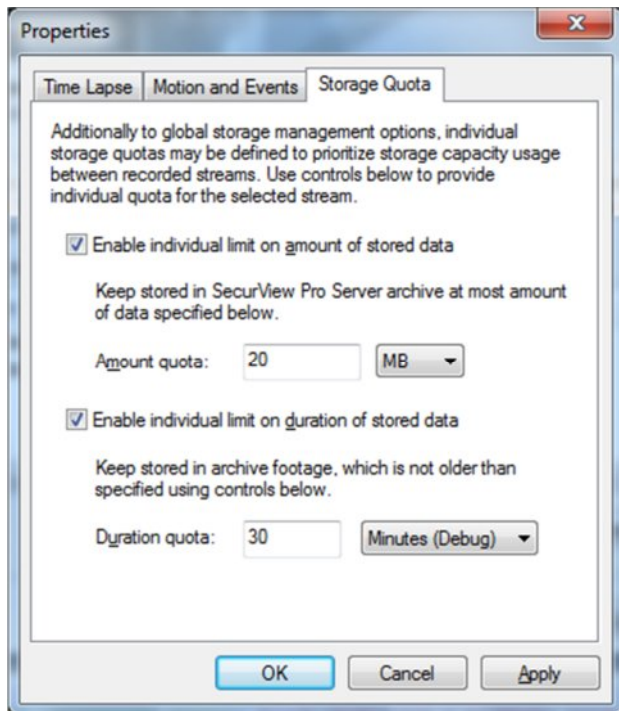 Properties
Time Lapse Motion and Events Storage Quota
Additionally to global storage management options, individual
storage quotas may be defined to prioritize storage capacity usage
between recorded streams. Use controls below to provide
individual quota for the selected stream.
Enable individual limit on amount of stored data
Keep stored in SecurView Pro Server archive at most amount
of data specified below.
Amount quota: 20 MB
Enable individual limit on duration of stored data
Keep stored in archive footage, which is not older than
specified using controls below.
Duration quota: 30 Minutes (Debug)
OK Cancel Apply